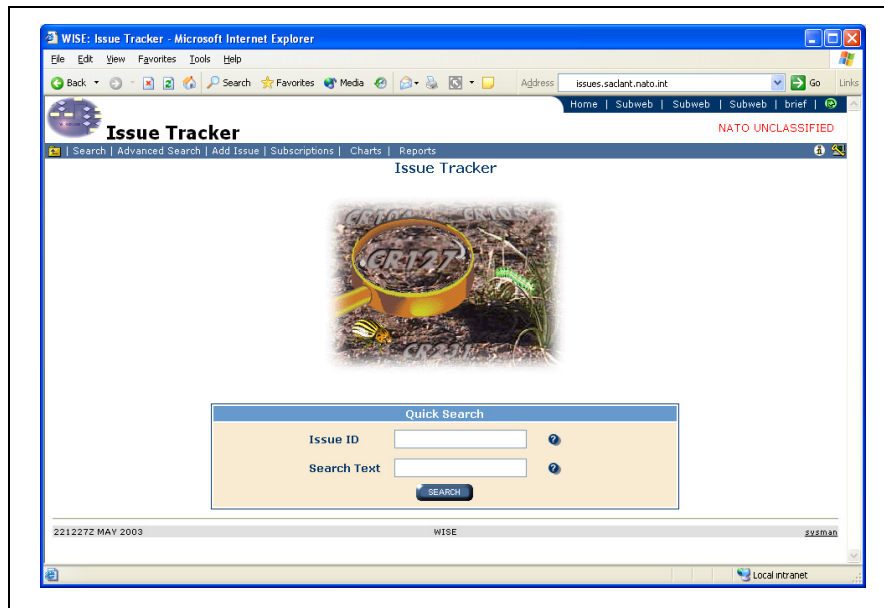 WISE: Issue Tracker - Microsoft Internet Explorer
File Edit View Favorites Tools Help
Back Search Favorites Media Address issues.saclant.nato.int Go Links
Home | Subweb | Subweb | Subweb | brief |
Issue Tracker
NATO UNCLASSIFIED
| Search | Advanced Search | Add Issue | Subscriptions | Charts | Reports
Issue Tracker
CR127
CR211
Quick Search
Issue ID
Search Text
SEARCH
221227Z MAY 2003 WISE sysman
Local intranet